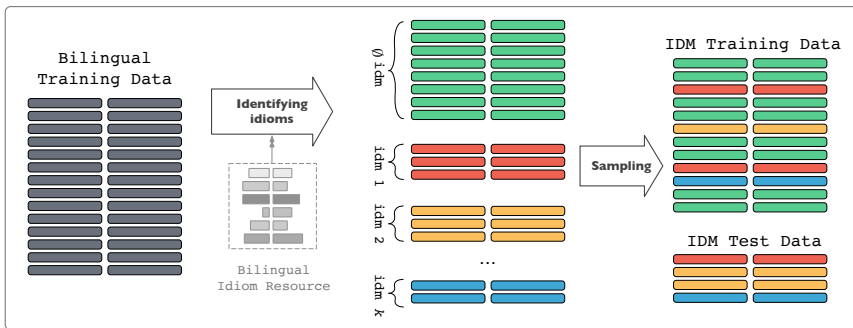 Bilingual
Training Data
Identifying
idioms
Bilingual
Idiom Resource
∅ idm
idm 1
idm 2
...
idm k
Sampling
IDM Training Data
IDM Test Data